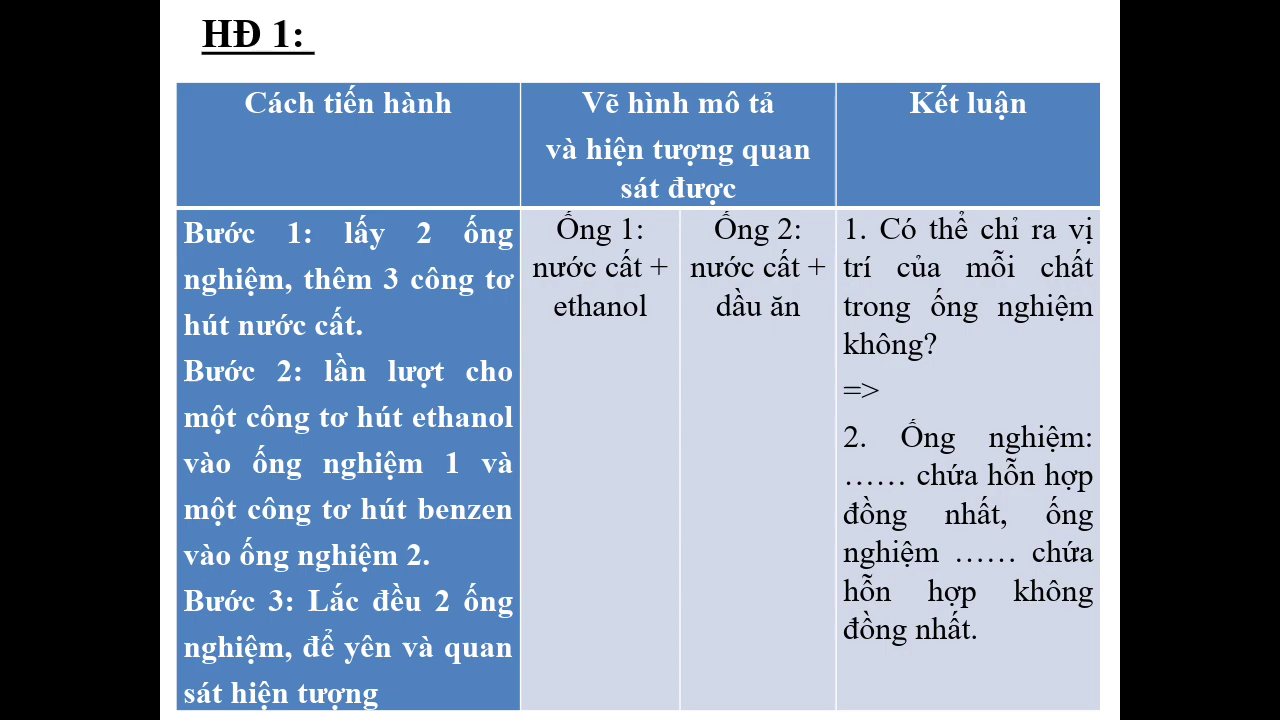 HĐ 1:
Cách tiến hành
Vẽ hình mô tả
và hiện tượng quan
sát được
Kết luận
Bước 1: lấy 2 ống
nghiệm, thêm 3 công tơ
hút nước cất.
Bước 2: lần lượt cho
một công tơ hút ethanol
vào ống nghiệm 1 và
một công tơ hút benzen
vào ống nghiệm 2.
Bước 3: Lắc đều 2 ống
nghiệm, để yên và quan
sát hiện tượng
Ống 1:
nước cất +
ethanol
Ống 2:
nước cất +
dầu ăn
1. Có thể chỉ ra vị
trí của mỗi chất
trong ống nghiệm
không?
=>
2. Ống nghiệm:
…… chứa hỗn hợp
đồng nhất, ống
nghiệm …… chứa
hỗn hợp không
đồng nhất.